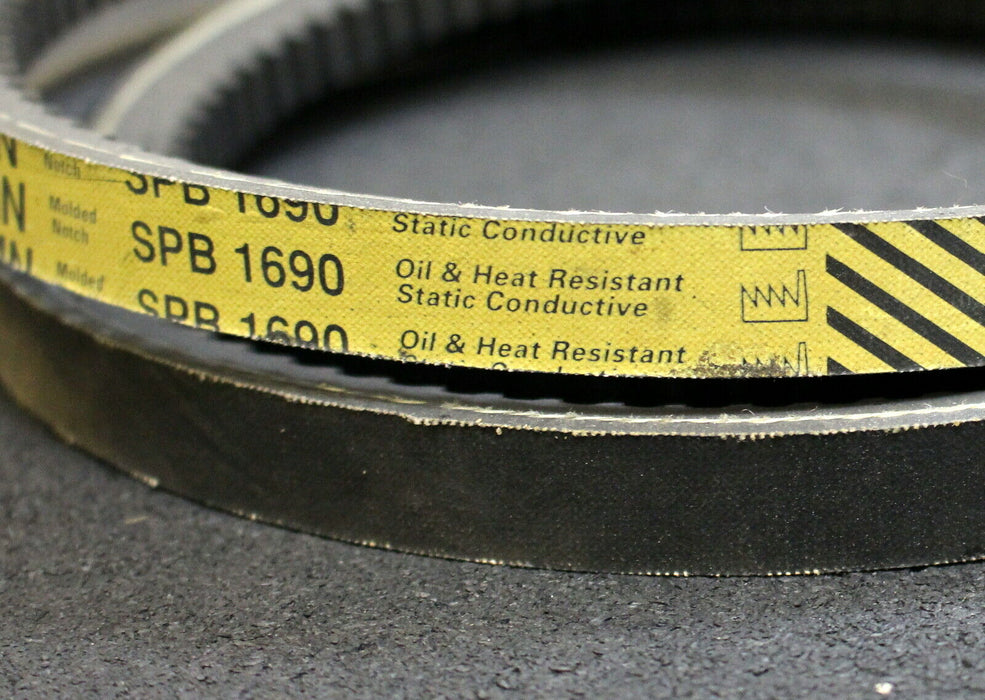 Notch
SPB 1690
Static Conductive
Molded
Notch
SPB 1690
Oil & Heat Resistant
Static Conductive
Molded
SPB 1690
Oil & Heat Resistant